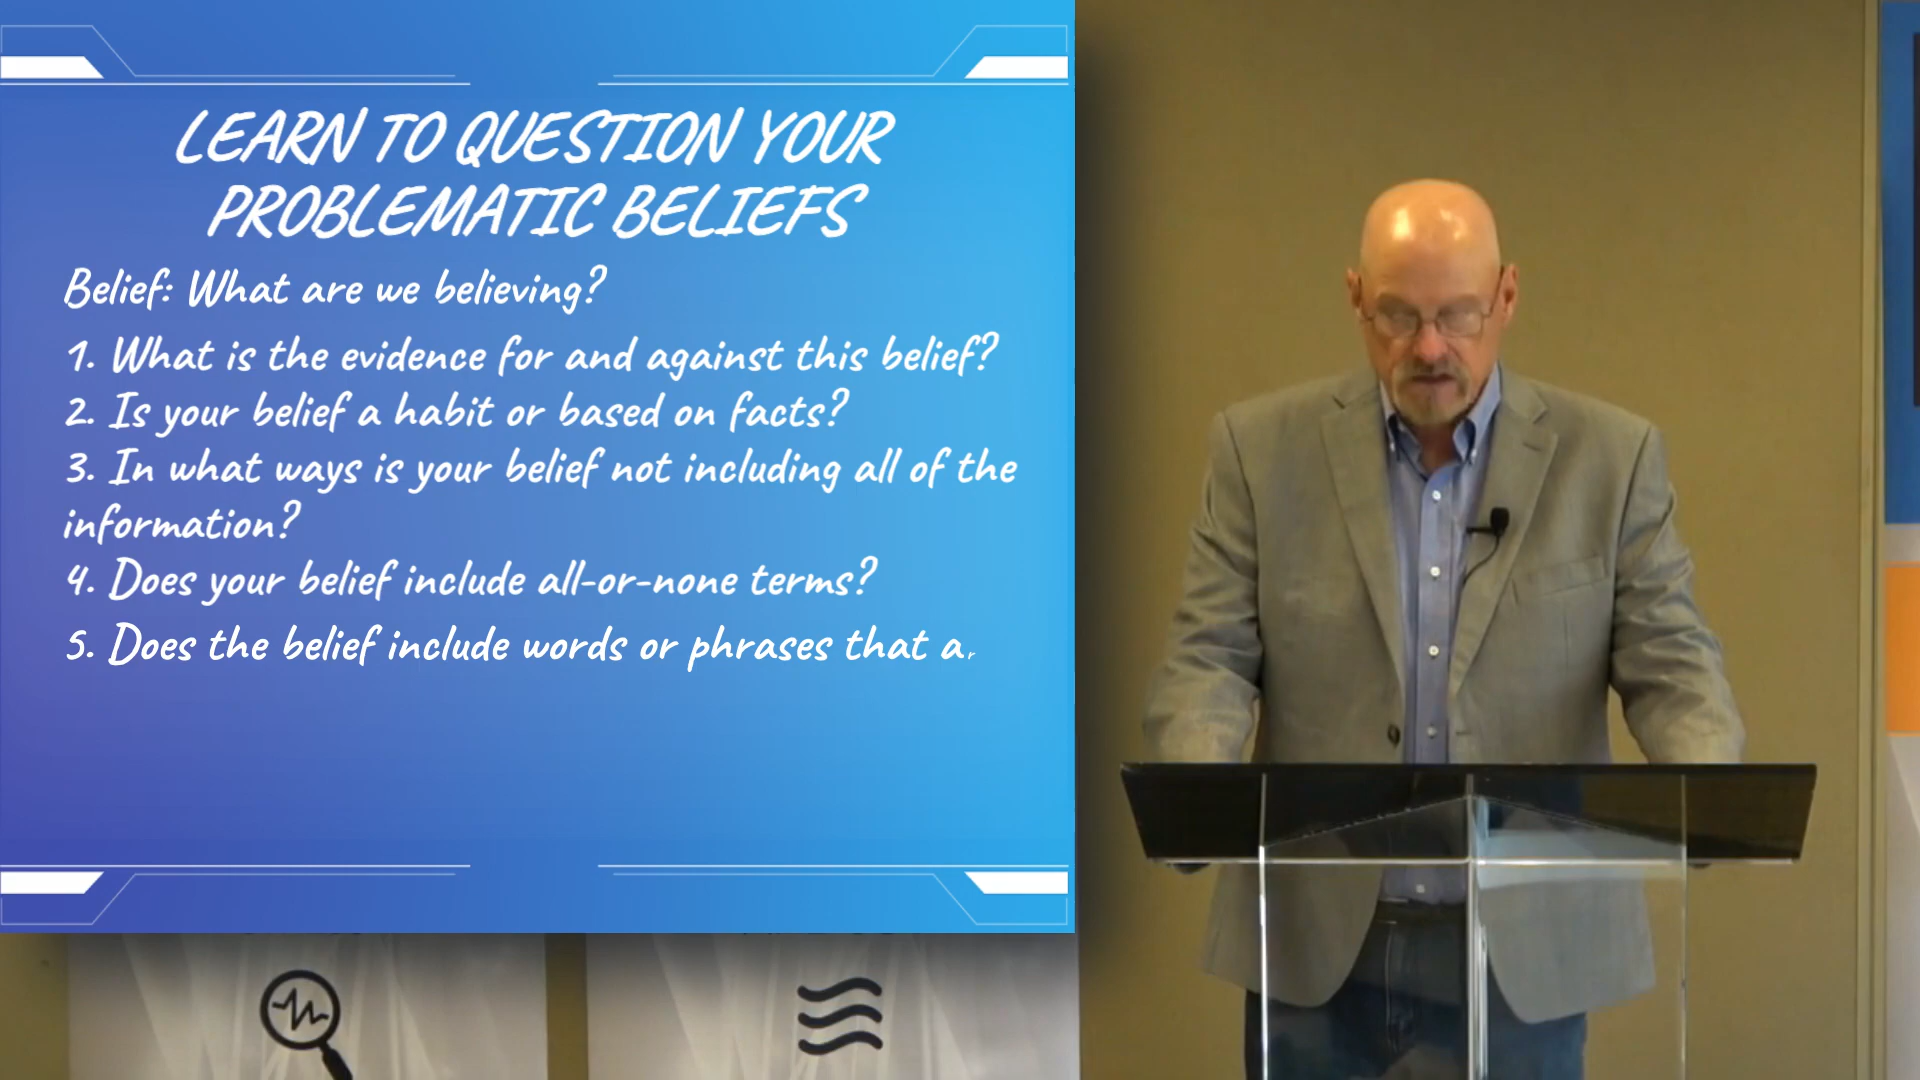 LEARN TO QUESTION YOUR
PROBLEMATIC BELIEFS
Belief: What are we believing?
1. What is the evidence for and against this belief?
2. Is your belief a habit or based on facts?
3. In what ways is your belief not including all of the
information?
4. Does your belief include all-or-none terms?
5. Does the belief include words or phrases that ar